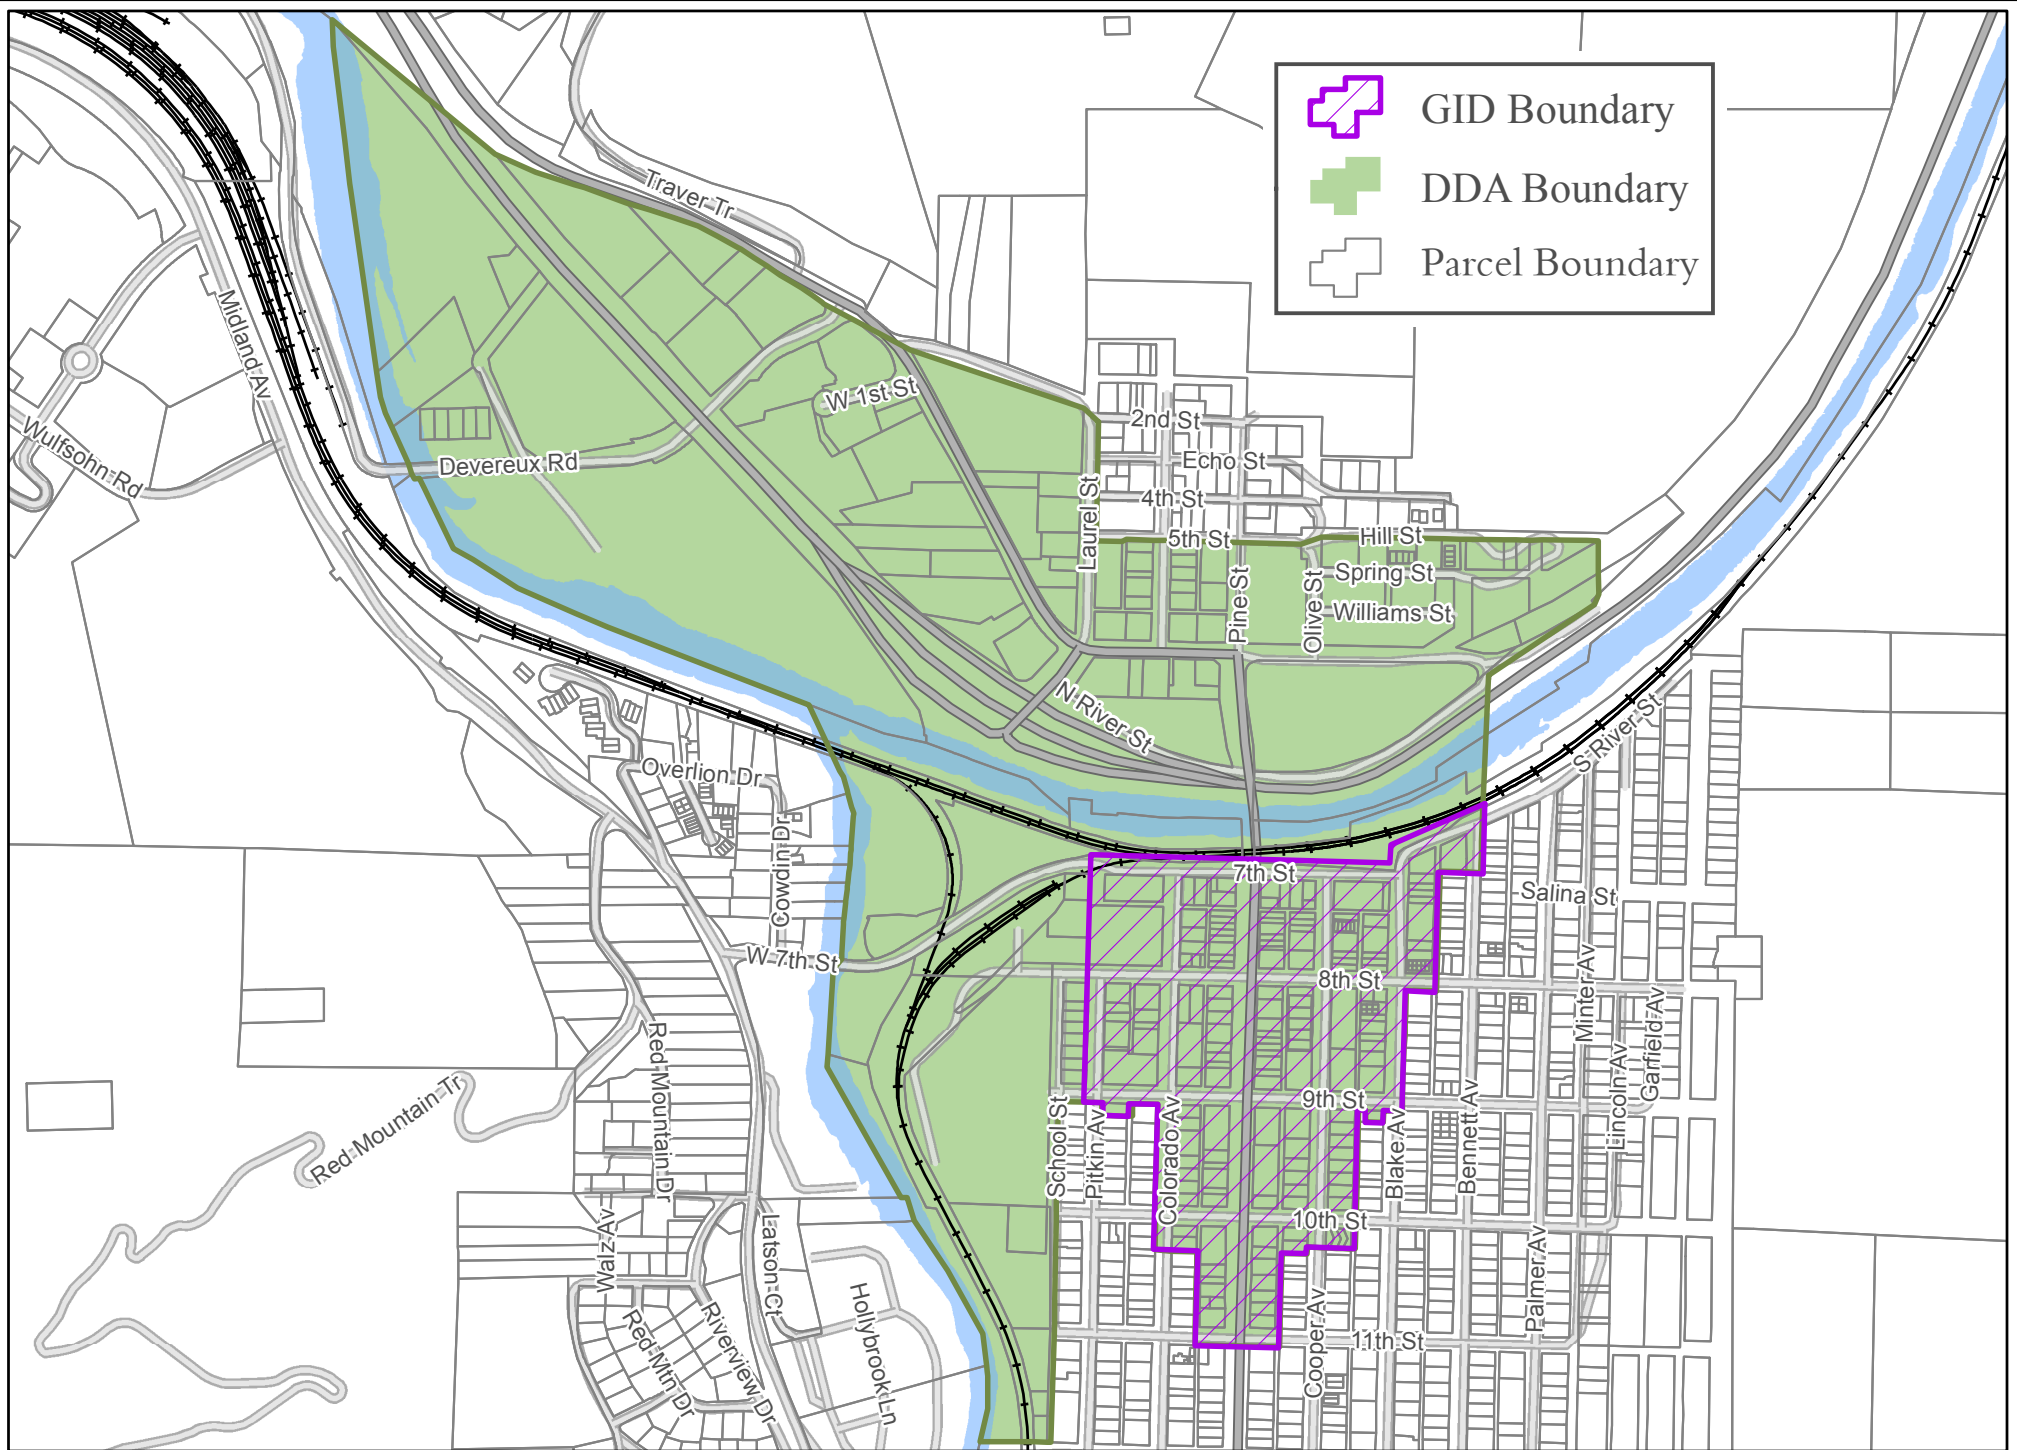 GID Boundary
DDA Boundary
Parcel Boundary
Traver Tr
Midland Av
W 1st St
2nd St
Wulfsohn Rd
Devereux Rd
Echo St
4th St
Laurel St
5th St
Hill St
Spring St
Pine St
Olive St
Williams St
N River St
S River St
Overlion Dr
Cowdin Dr
7th St
Salina St
W 7th St
8th St
Minter Av
Garfield Av
Red Mountain Tr
Red Mountain Dr
School St
Pitkin Av
Colorado Av
9th St
Blake Av
Bennett Av
Lincoln Av
10th St
Walz Av
Latson Ct
Palmer Av
Hollybrook Ln
Red Mtn Dr
Riverview Dr
Cooper Av
11th St